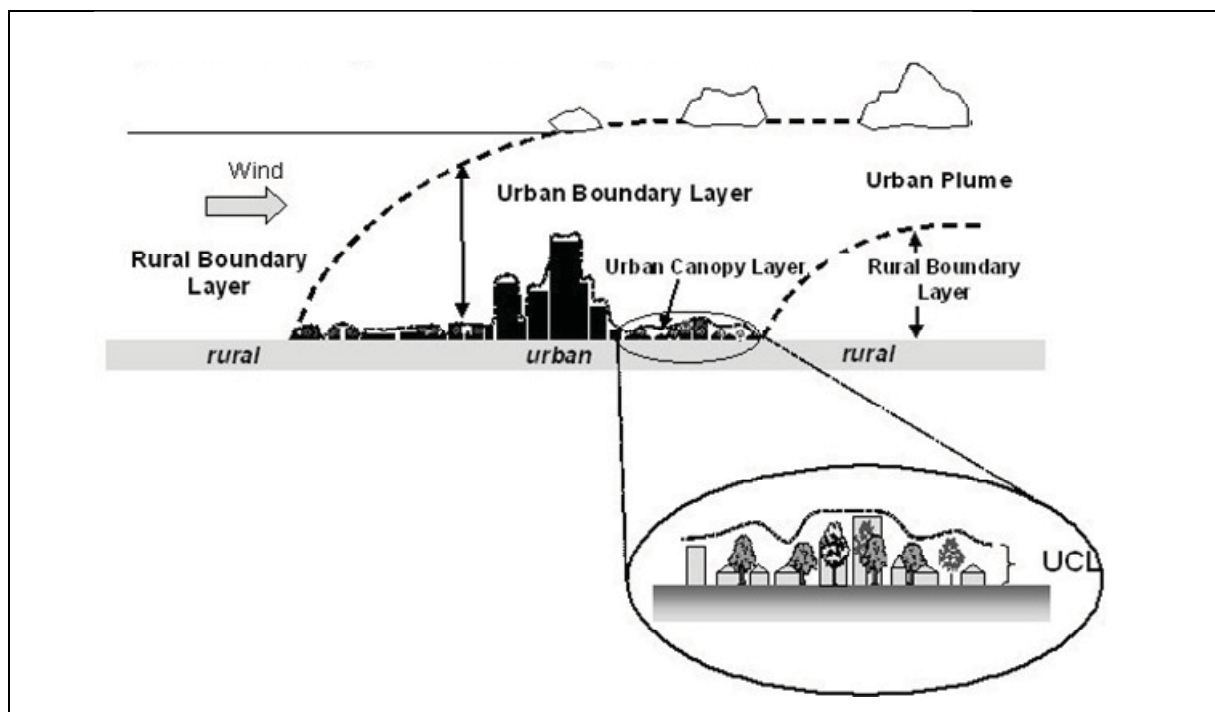 Wind
Urban Boundary Layer
Urban Plume
Rural Boundary
Layer
Urban Canopy Layer
Rural Boundary
Layer
rural
urban
rural
UCL